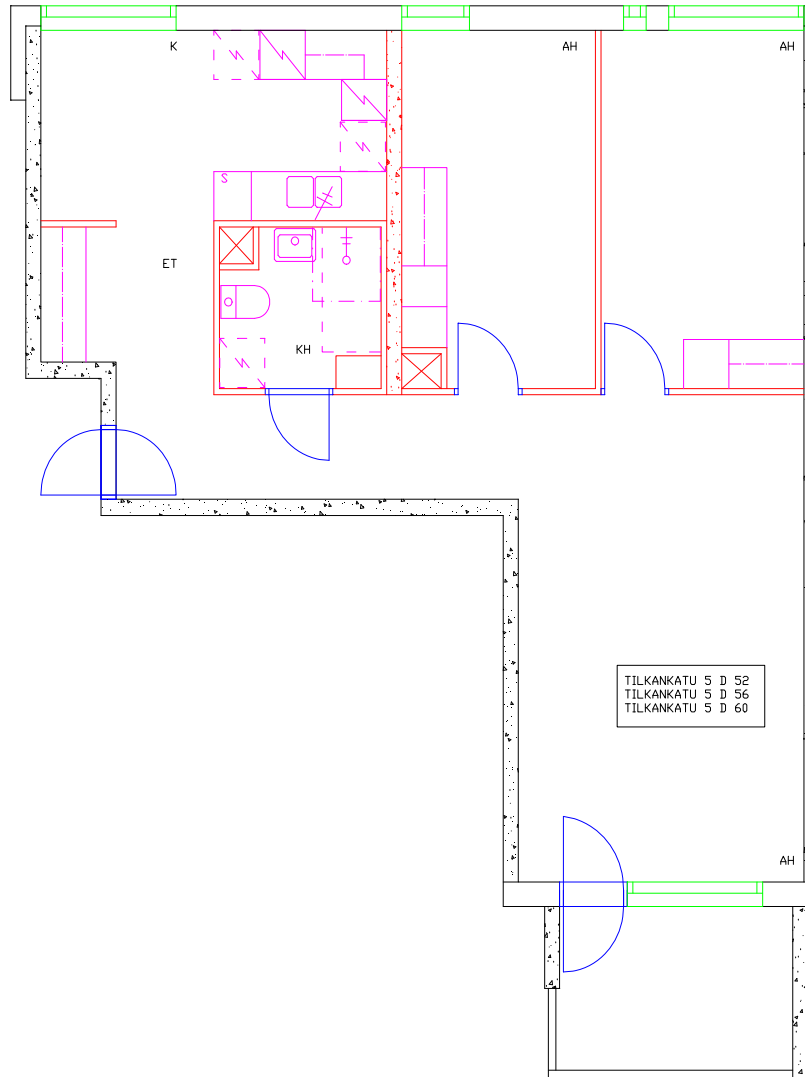 K
AH
AH
S
ET
KH
TILKANKATU 5 D 52
TILKANKATU 5 D 56
TILKANKATU 5 D 60
AH